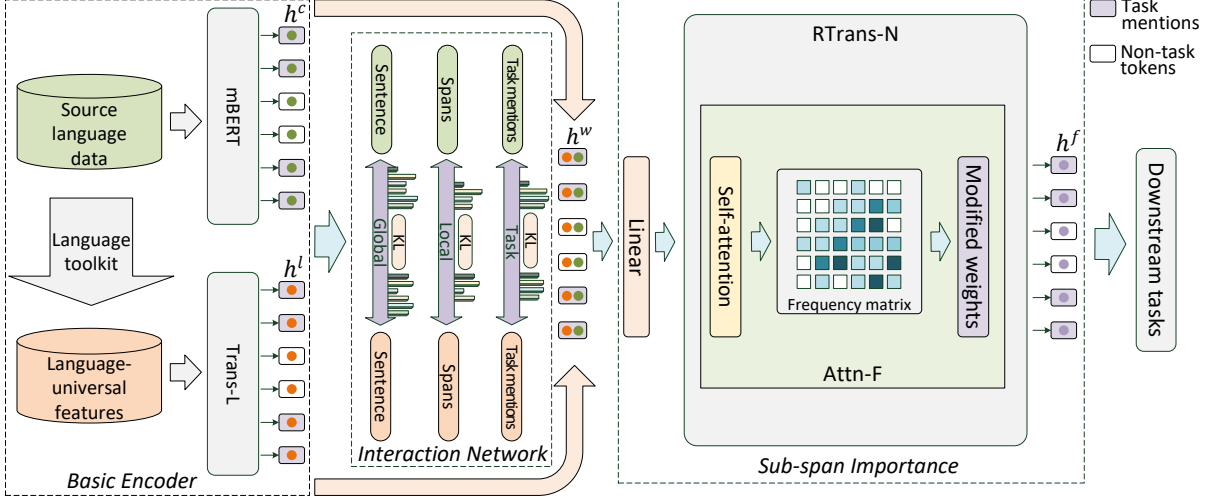 h^c
mBERT
Source
language
data
Language
toolkit
h^l
Language-
universal
features
Trans-L
Basic Encoder
Sentence
Spans
Task mentions
Global
KL
Local
KL
Task
KL
Sentence
Spans
Task mentions
Interaction Network
h^w
Linear
RTrans-N
Self-attention
Frequency matrix
Modified weights
Attn-F
Sub-span Importance
h^f
Downstream tasks
Task
mentions
Non-task
tokens